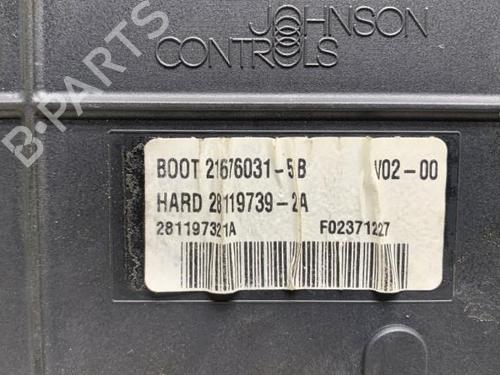 JOHNSON
CONTROLS
B-PARTS
BOOT 21676031-5B V02-00
HARD 28119739-2A
281197321A F02371227